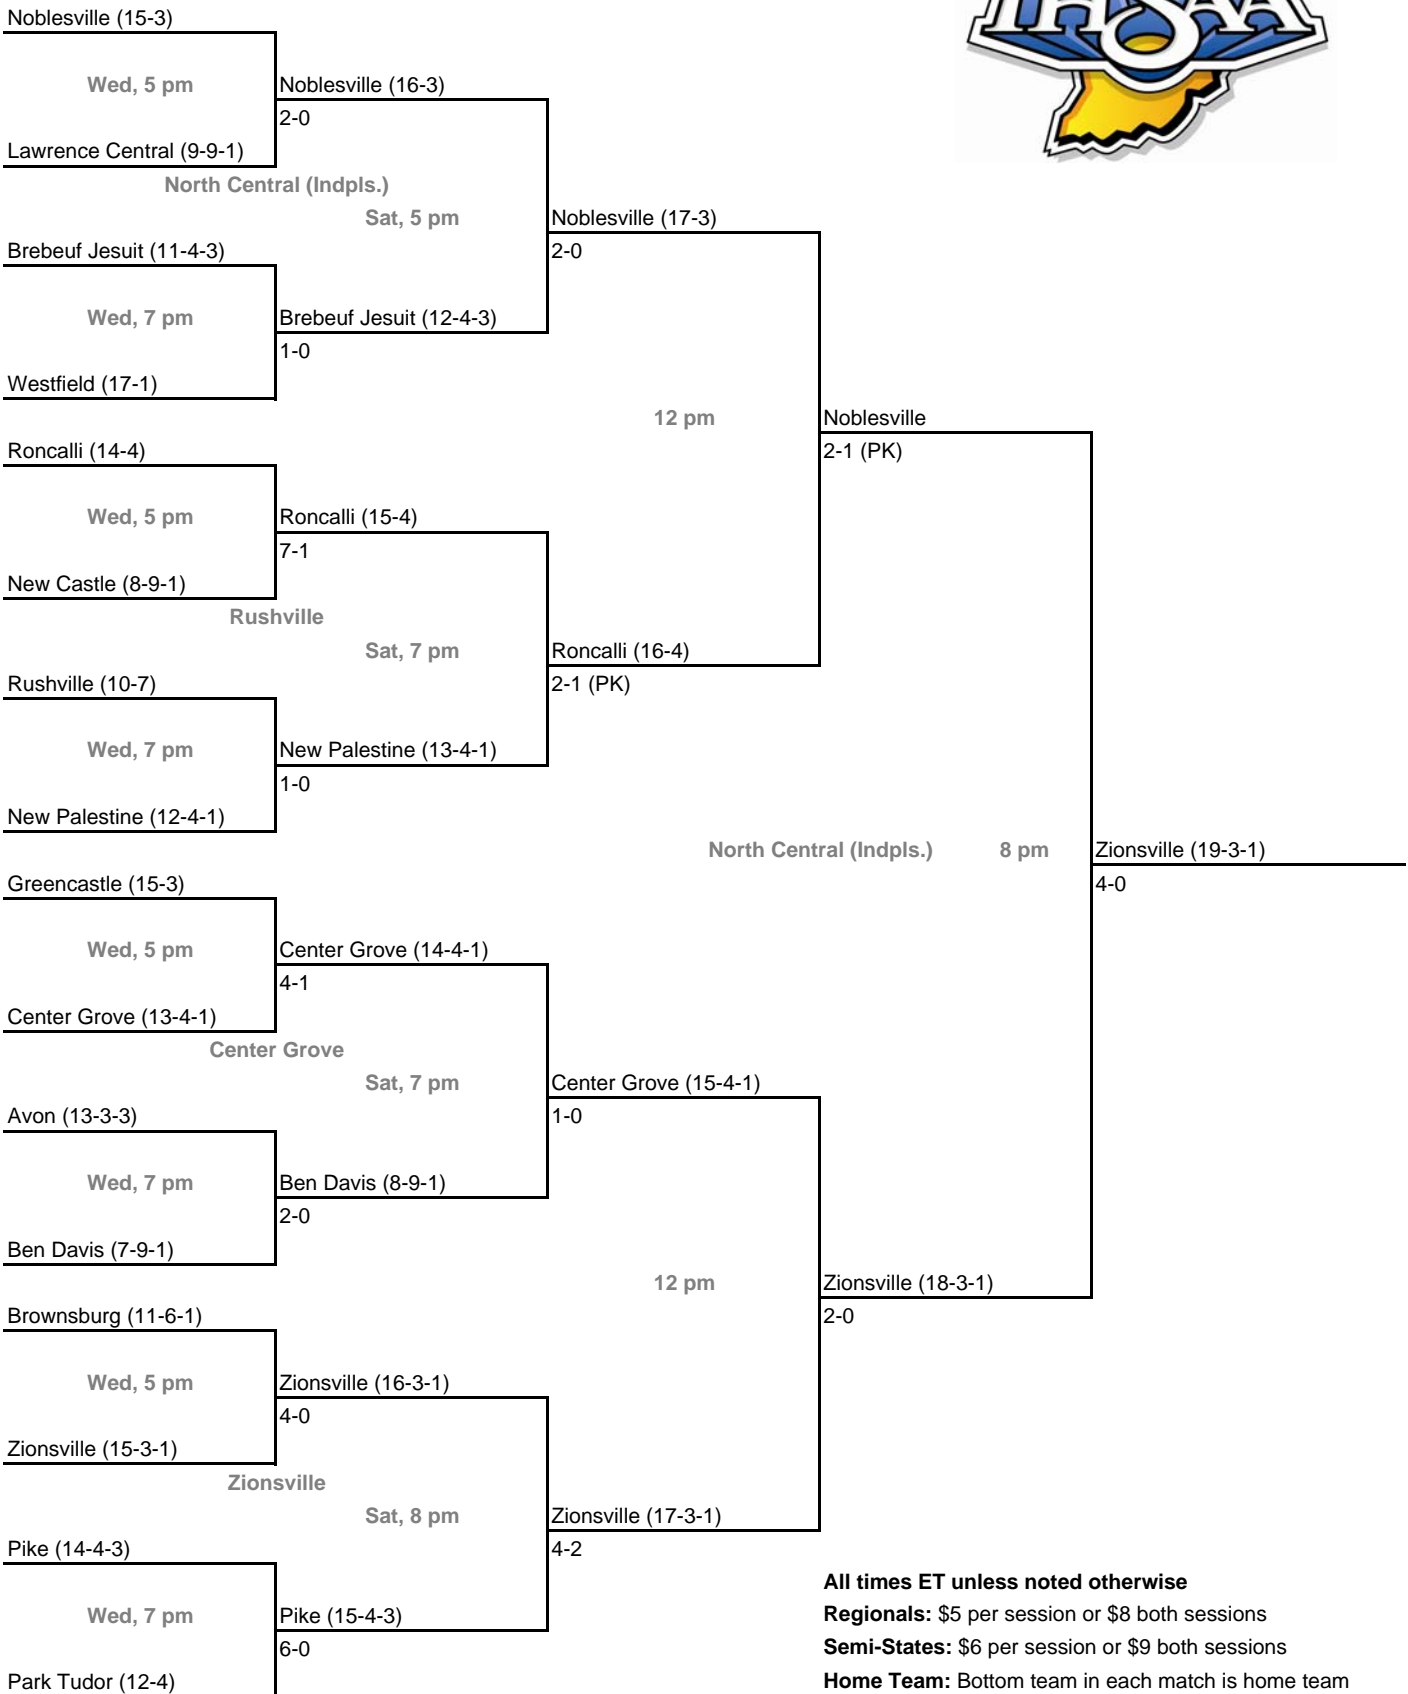 IHSAA
Noblesville (15-3)
Wed, 5 pm
Noblesville (16-3)
2-0
Lawrence Central (9-9-1)
North Central (Indpls.)
Sat, 5 pm
Noblesville (17-3)
2-0
Brebeuf Jesuit (11-4-3)
Wed, 7 pm
Brebeuf Jesuit (12-4-3)
1-0
Westfield (17-1)
12 pm
Noblesville
2-1 (PK)
Roncalli (14-4)
Wed, 5 pm
Roncalli (15-4)
7-1
New Castle (8-9-1)
Rushville
Sat, 7 pm
Roncalli (16-4)
2-1 (PK)
Rushville (10-7)
Wed, 7 pm
New Palestine (13-4-1)
1-0
New Palestine (12-4-1)
North Central (Indpls.)
8 pm
Zionsville (19-3-1)
4-0
Greencastle (15-3)
Wed, 5 pm
Center Grove (14-4-1)
4-1
Center Grove (13-4-1)
Center Grove
Sat, 7 pm
Center Grove (15-4-1)
1-0
Avon (13-3-3)
Wed, 7 pm
Ben Davis (8-9-1)
2-0
Ben Davis (7-9-1)
12 pm
Zionsville (18-3-1)
2-0
Brownsburg (11-6-1)
Wed, 5 pm
Zionsville (16-3-1)
4-0
Zionsville (15-3-1)
Zionsville
Sat, 8 pm
Zionsville (17-3-1)
4-2
Pike (14-4-3)
Wed, 7 pm
Pike (15-4-3)
6-0
Park Tudor (12-4)
All times ET unless noted otherwise
Regionals: $5 per session or $8 both sessions
Semi-States: $6 per session or $9 both sessions
Home Team: Bottom team in each match is home team